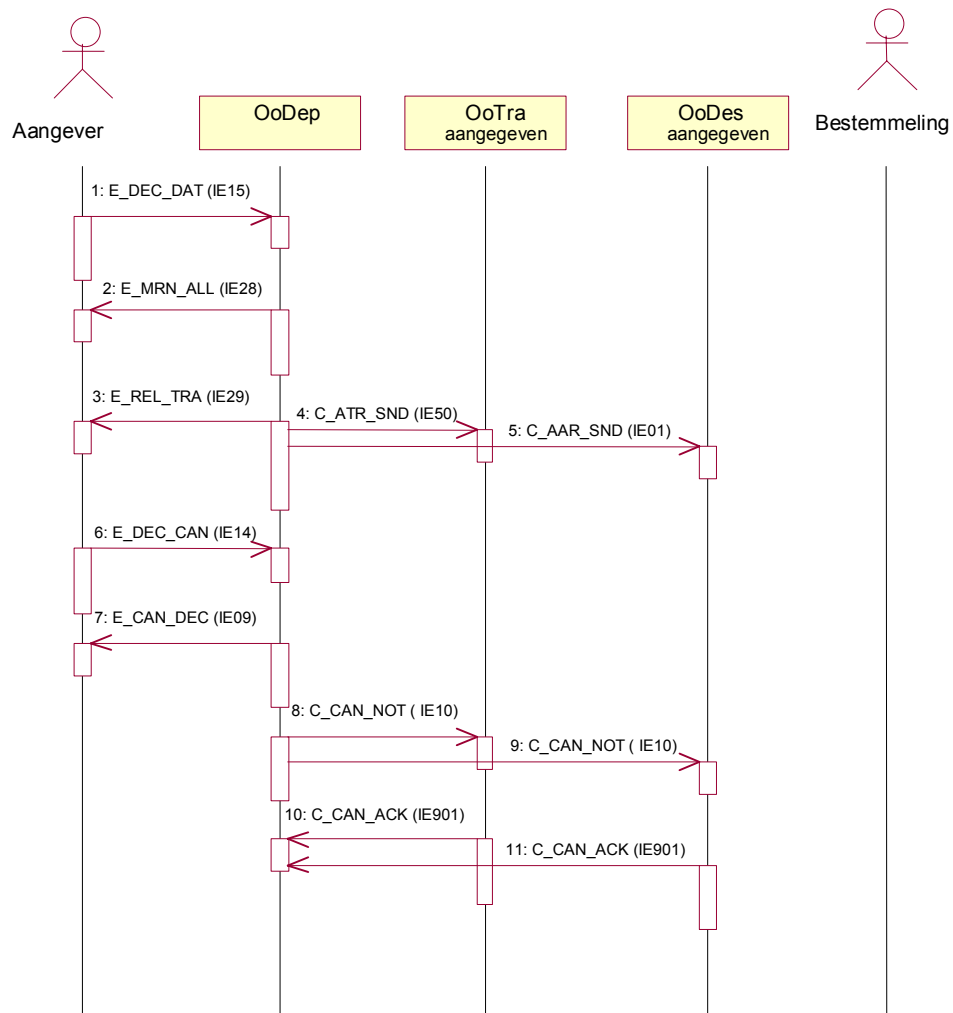 Aangever
OoDep
OoTra
aangegeven
OoDes
aangegeven
Bestemmeling
1: E_DEC_DAT (IE15)
2: E_MRN_ALL (IE28)
3: E_REL_TRA (IE29)
4: C_ATR_SND (IE50)
5: C_AAR_SND (IE01)
6: E_DEC_CAN (IE14)
7: E_CAN_DEC (IE09)
8: C_CAN_NOT ( IE10)
9: C_CAN_NOT ( IE10)
10: C_CAN_ACK (IE901)
11: C_CAN_ACK (IE901)